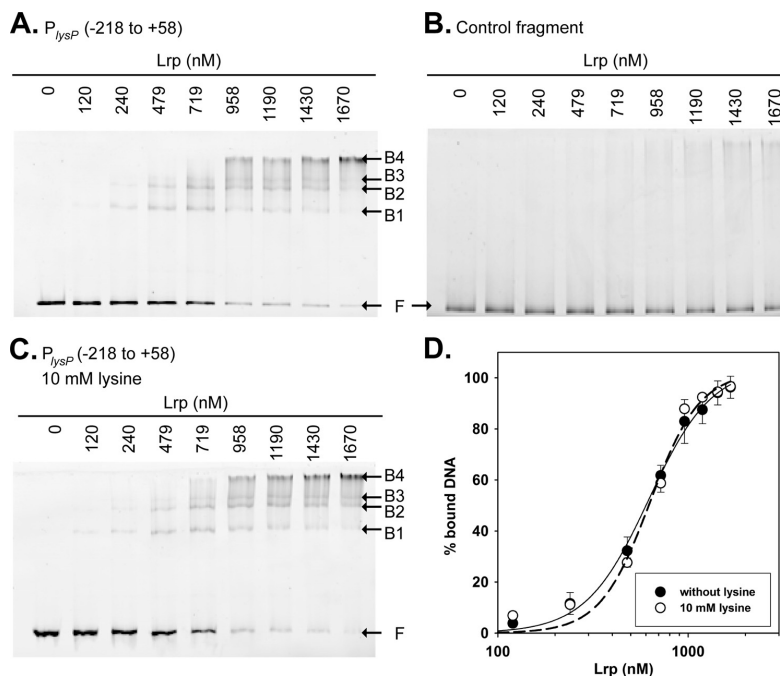 A. PlysP (-218 to +58)
Lrp (nM)
0 120 240 479 719 958 1190 1430 1670
B4
B3
B2
B1
F
B. Control fragment
Lrp (nM)
0 120 240 479 719 958 1190 1430 1670
C. PlysP (-218 to +58)
10 mM lysine
Lrp (nM)
0 120 240 479 719 958 1190 1430 1670
B4
B3
B2
B1
F
D.
% bound DNA
100
80
60
40
20
0
without lysine
10 mM lysine
100 1000
Lrp (nM)